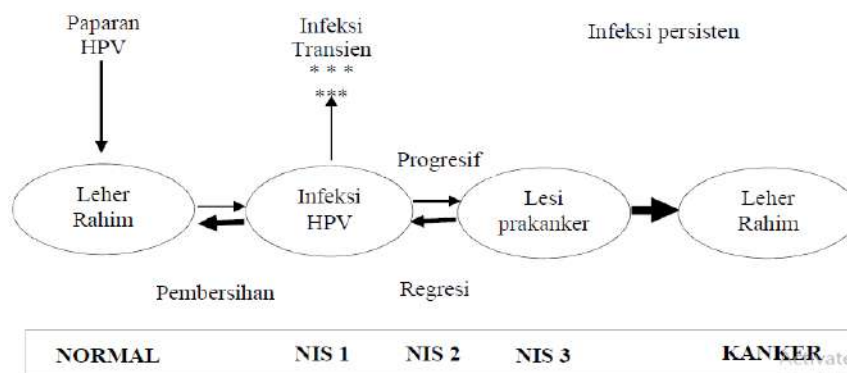 Paparan
HPV
Infeksi
Transien
* * *
***
Infeksi persisten
Progresif
Leher
Rahim
Infeksi
HPV
Lesi
prakanker
Leher
Rahim
Pembersihan
Regresi
NORMAL NIS 1 NIS 2 NIS 3 KANKER
Activate